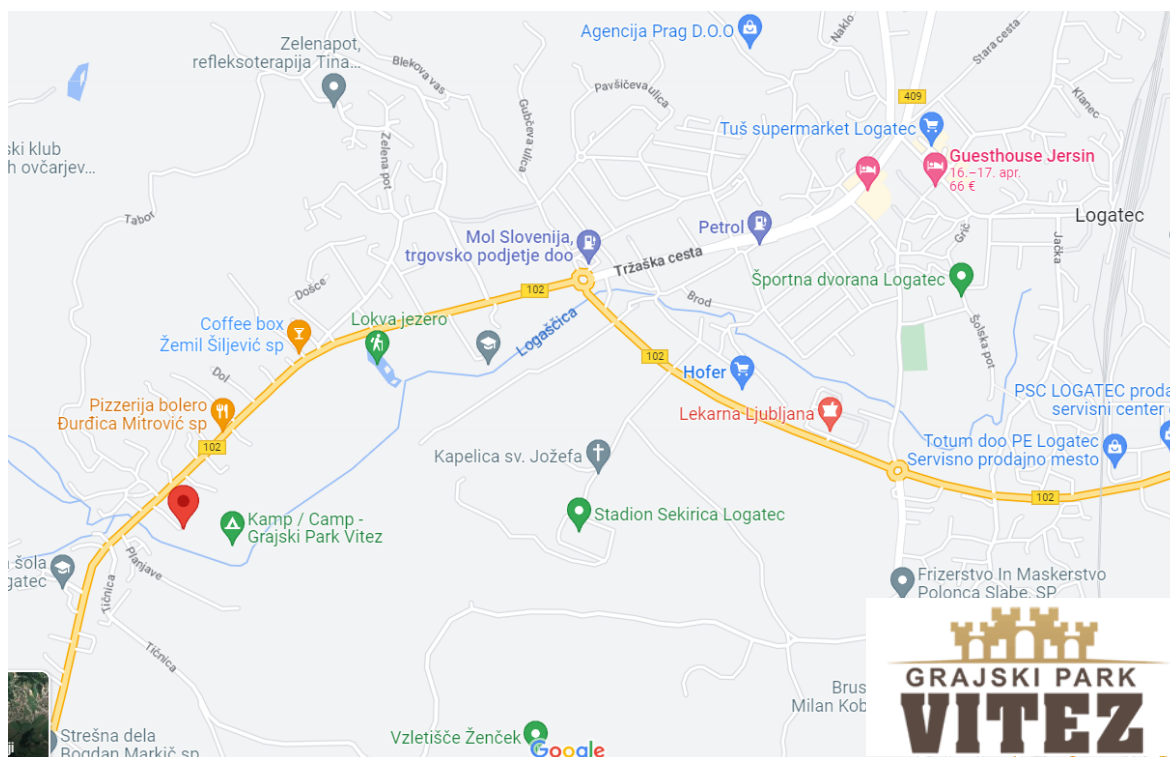 Agencija Prag D.O.O
Naklo
Stara cesta
Zelenapot,
refleksoterapija Tina...
Blekova vas
Pavšičeva ulica
409
Klanec
Gubčeva ulica
Tuš supermarket Logatec
ski klub
h ovčarjev...
Zelena pot
Guesthouse Jersin
16.–17. apr.
66 €
Tabor
Logatec
Petrol
Mol Slovenija,
trgovsko podjetje doo
Grič
Jačka
Tržaška cesta
Športna dvorana Logatec
Došce
102
Brod
Coffee box
Žemil Šiljević sp
Lokva jezero
Logaščica
Šolska pot
102
Dol
Hofer
PSC LOGATEC proda
servisni center
Pizzerija bolero
Đurđica Mitrović sp
Lekarna Ljubljana
102
Kapelica sv. Jožefa
Totum doo PE Logatec
Servisno prodajno mesto
102
Kamp / Camp -
Grajski Park Vitez
Stadion Sekirica Logatec
Planjave
šola
gatec
Tičnica
Frizerstvo In Maskerstvo
Polonca Slabe, SP
Tičnica
GRAJSKI PARK
VITEZ
Brus
Milan Kob
Strešna dela
Bogdan Markič sp
Vzletišče Ženček
Google